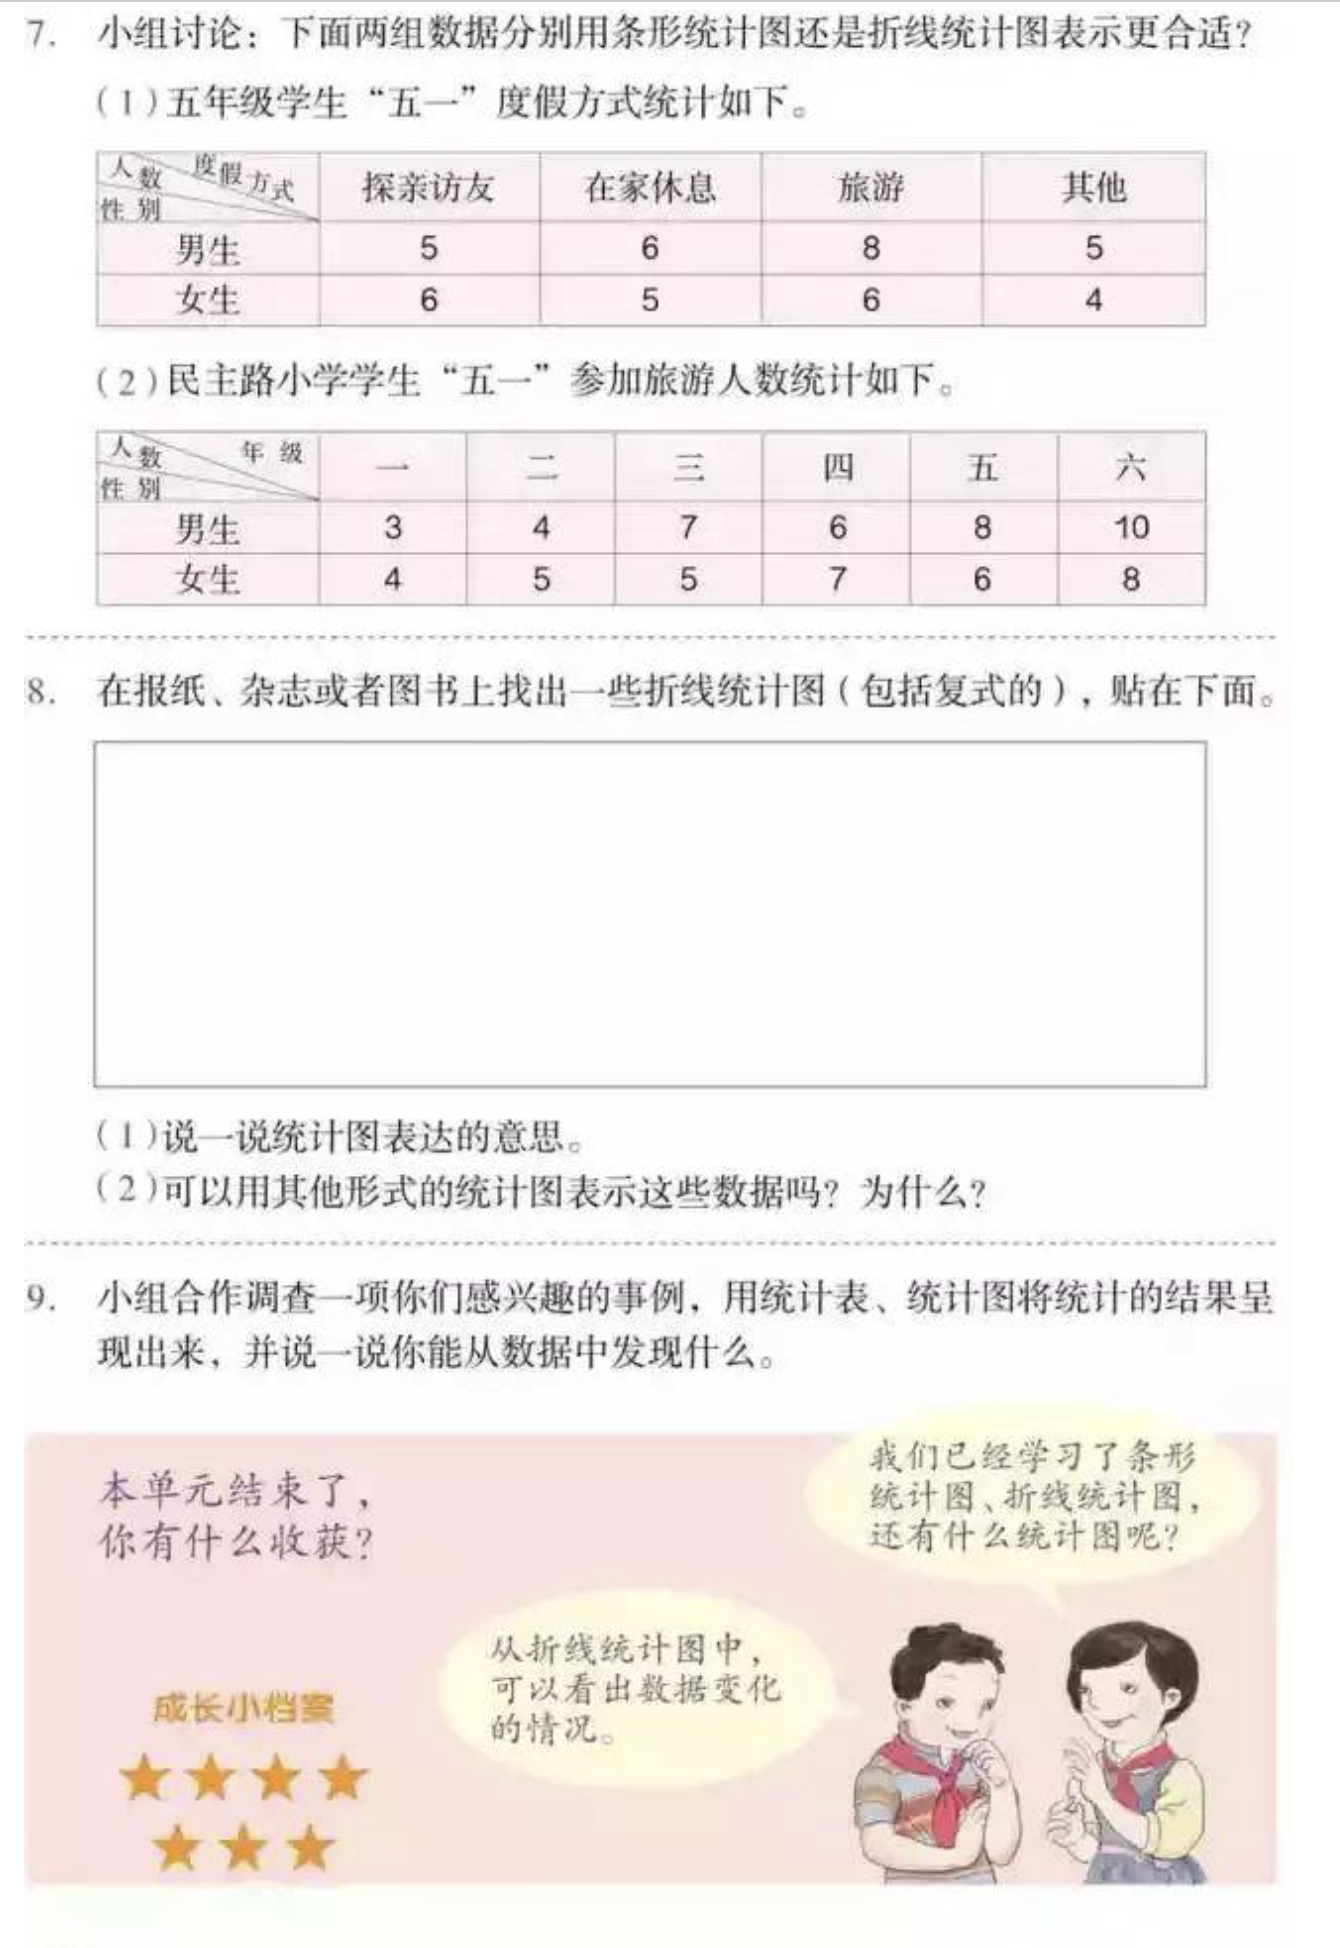 7. 小组讨论：下面两组数据分别用条形统计图还是折线统计图表示更合适？
（1）五年级学生“五一”度假方式统计如下。
人数 度假方式 性别 探亲访友 在家休息 旅游 其他
男生 5 6 8 5
女生 6 5 6 4
（2）民主路小学学生“五一”参加旅游人数统计如下。
人数 年级 性别 一 二 三 四 五 六
男生 3 4 7 6 8 10
女生 4 5 5 7 6 8
8. 在报纸、杂志或者图书上找出一些折线统计图（包括复式的），贴在下面。
（1）说一说统计图表达的意思。
（2）可以用其他形式的统计图表示这些数据吗？为什么？
9. 小组合作调查一项你们感兴趣的事例，用统计表、统计图将统计的结果呈
现出来，并说一说你能从数据中发现什么。
本单元结束了，
你有什么收获？
我们已经学习了条形
统计图、折线统计图，
还有什么统计图呢？
从折线统计图中，
可以看出数据变化
的情况。
成长小档案